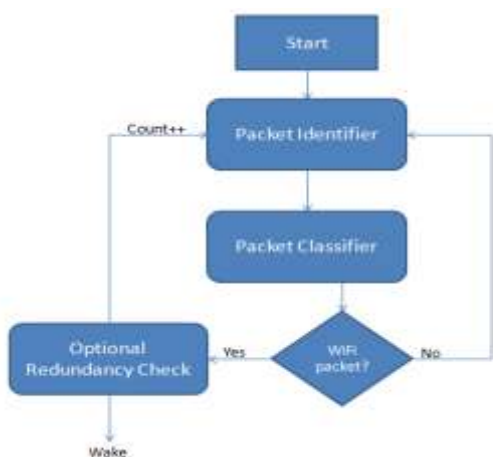 Start
Count++
Packet Identifier
Packet Classifier
Optional
Redundancy Check
Yes
WiFi
packet?
No
Wake